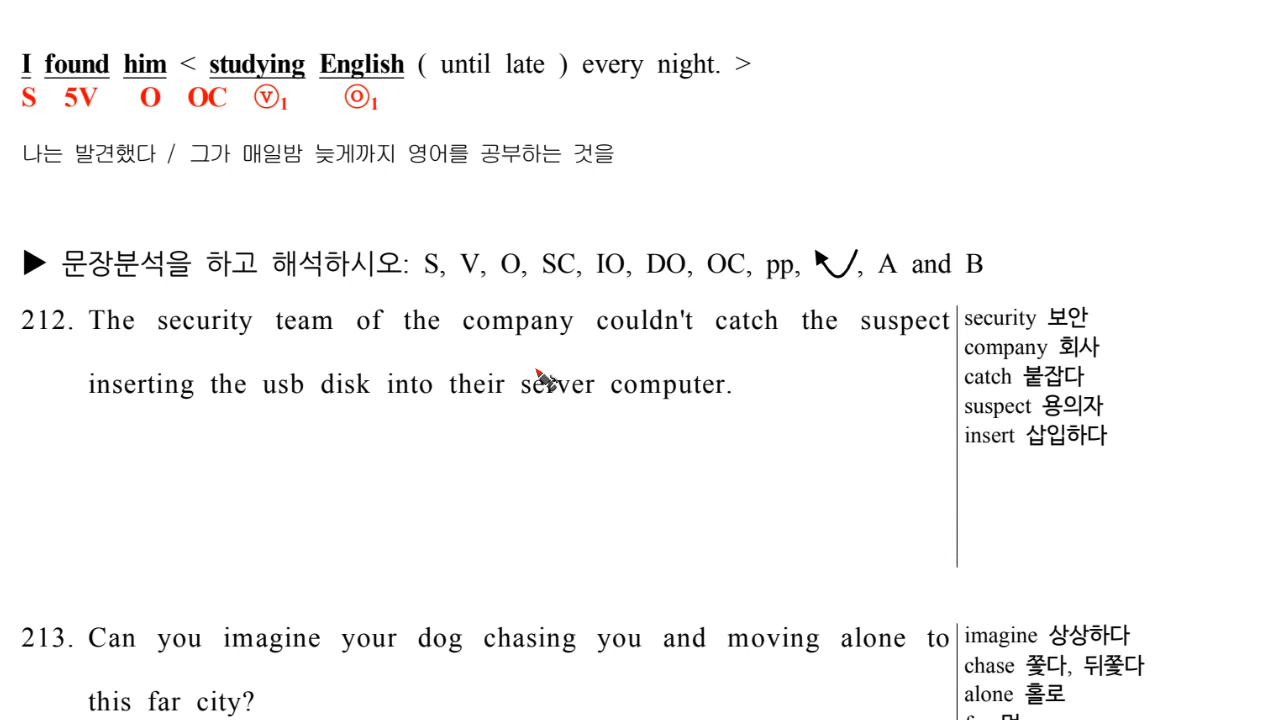 I found him < studying English ( until late ) every night. >
S 5V O OC ⓥ1 ⓞ1
나는 발견했다 / 그가 매일밤 늦게까지 영어를 공부하는 것을
▶ 문장분석을 하고 해석하시오: S, V, O, SC, IO, DO, OC, pp, , A and B
212. The security team of the company couldn't catch the suspect
inserting the usb disk into their server computer.
security 보안
company 회사
catch 붙잡다
suspect 용의자
insert 삽입하다
213. Can you imagine your dog chasing you and moving alone to
this far city?
imagine 상상하다
chase 쫓다, 뒤쫓다
alone 홀로